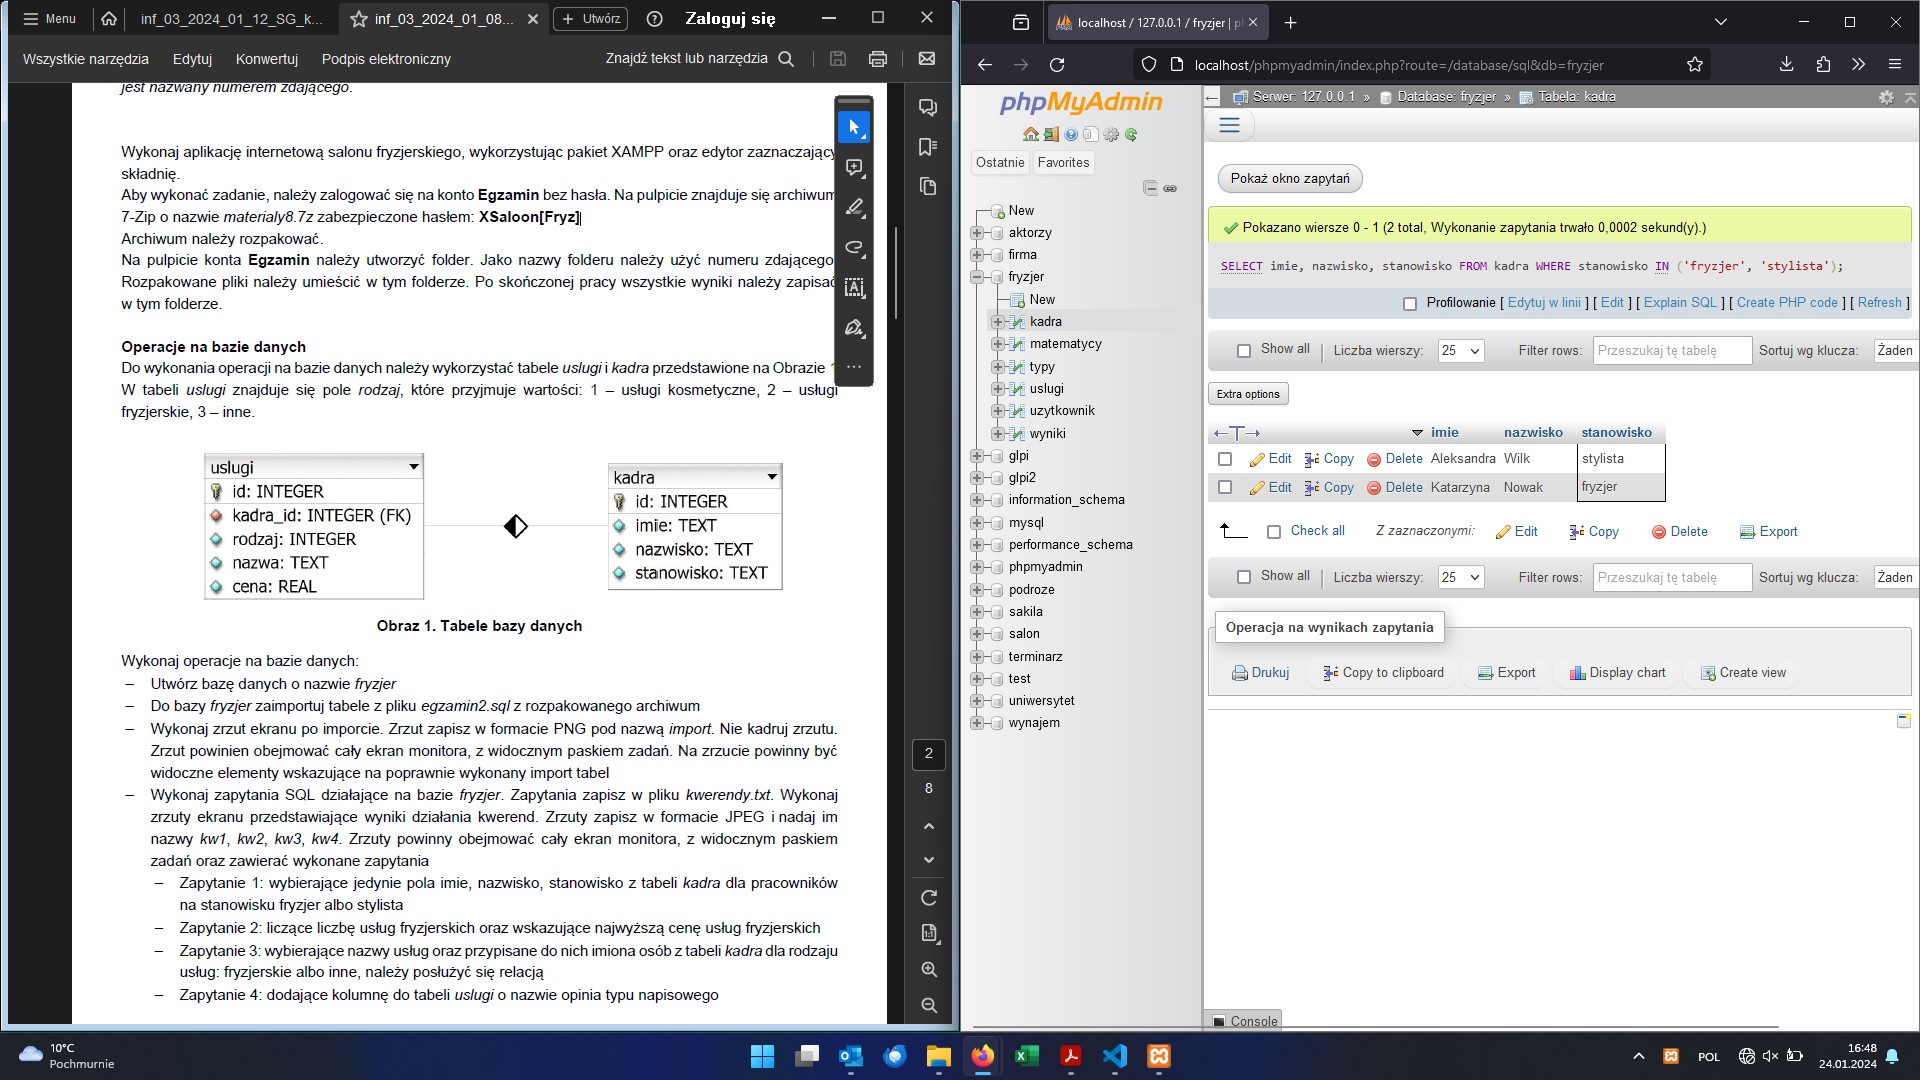 Menu
inf_03_2024_01_12_SG_k...
inf_03_2024_01_08...
Utwórz
Zaloguj się
Wszystkie narzędzia
Edytuj
Konwertuj
Podpis elektroniczny
Znajdź tekst lub narzędzia
jest nazwany numerem zdającego.
Wykonaj aplikację internetową salonu fryzjerskiego, wykorzystując pakiet XAMPP oraz edytor zaznaczający
składnię.
Aby wykonać zadanie, należy zalogować się na konto Egzamin bez hasła. Na pulpicie znajduje się archiwum
7-Zip o nazwie materialy8.7z zabezpieczone hasłem: XSaloon[Fryz]
Archiwum należy rozpakować.
Na pulpicie konta Egzamin należy utworzyć folder. Jako nazwy folderu należy użyć numeru zdającego
Rozpakowane pliki należy umieścić w tym folderze. Po skończonej pracy wszystkie wyniki należy zapisać
w tym folderze.
Operacje na bazie danych
Do wykonania operacji na bazie danych należy wykorzystać tabele uslugi i kadra przedstawione na Obrazie 1
W tabeli uslugi znajduje się pole rodzaj, które przyjmuje wartości: 1 – usługi kosmetyczne, 2 – usługi
fryzjerskie, 3 – inne.
uslugi
id: INTEGER
kadra_id: INTEGER (FK)
rodzaj: INTEGER
nazwa: TEXT
cena: REAL
kadra
id: INTEGER
imie: TEXT
nazwisko: TEXT
stanowisko: TEXT
Obraz 1. Tabele bazy danych
Wykonaj operacje na bazie danych:
– Utwórz bazę danych o nazwie fryzjer
– Do bazy fryzjer zaimportuj tabele z pliku egzamin2.sql z rozpakowanego archiwum
– Wykonaj zrzut ekranu po imporcie. Zrzut zapisz w formacie PNG pod nazwą import. Nie kadruj zrzutu.
Zrzut powinien obejmować cały ekran monitora, z widocznym paskiem zadań. Na zrzucie powinny być
widoczne elementy wskazujące na poprawnie wykonany import tabel
– Wykonaj zapytania SQL działające na bazie fryzjer. Zapytania zapisz w pliku kwerendy.txt. Wykonaj
zrzuty ekranu przedstawiające wyniki działania kwerend. Zrzuty zapisz w formacie JPEG i nadaj im
nazwy kw1, kw2, kw3, kw4. Zrzuty powinny obejmować cały ekran monitora, z widocznym paskiem
zadań oraz zawierać wykonane zapytania
– Zapytanie 1: wybierające jedynie pola imie, nazwisko, stanowisko z tabeli kadra dla pracowników
na stanowisku fryzjer albo stylista
– Zapytanie 2: liczące liczbę usług fryzjerskich oraz wskazujące najwyższą cenę usług fryzjerskich
– Zapytanie 3: wybierające nazwy usług oraz przypisane do nich imiona osób z tabeli kadra dla rodzaju
usług: fryzjerskie albo inne, należy posłużyć się relacją
– Zapytanie 4: dodające kolumnę do tabeli uslugi o nazwie opinia typu napisowego
2
8
localhost / 127.0.0.1 / fryzjer | p
localhost/phpmyadmin/index.php?route=/database/sql&db=fryzjer
phpMyAdmin
Ostatnie
Favorites
New
aktorzy
firma
fryzjer
New
kadra
matematycy
typy
uslugi
uzytkownik
wyniki
glpi
glpi2
information_schema
mysql
performance_schema
phpmyadmin
podroze
sakila
salon
terminarz
test
uniwersytet
wynajem
Serwer: 127.0.0.1 » Database: fryzjer » Tabela: kadra
Pokaż okno zapytań
Pokazano wiersze 0 - 1 (2 total, Wykonanie zapytania trwało 0,0002 sekund(y).)
SELECT imie, nazwisko, stanowisko FROM kadra WHERE stanowisko IN ('fryzjer', 'stylista');
Profilowanie [ Edytuj w linii ] [ Edit ] [ Explain SQL ] [ Create PHP code ] [ Refresh ]
Show all | Liczba wierszy: 25 Filter rows: Przeszukaj tę tabelę Sortuj wg klucza: Żaden
Extra options
imie nazwisko stanowisko
Edit Copy Delete Aleksandra Wilk stylista
Edit Copy Delete Katarzyna Nowak fryzjer
Check all Z zaznaczonymi: Edit Copy Delete Export
Show all | Liczba wierszy: 25 Filter rows: Przeszukaj tę tabelę Sortuj wg klucza: Żaden
Operacja na wynikach zapytania
Drukuj Copy to clipboard Export Display chart Create view
Console
10°C
Pochmurnie
POL
16:48
24.01.2024